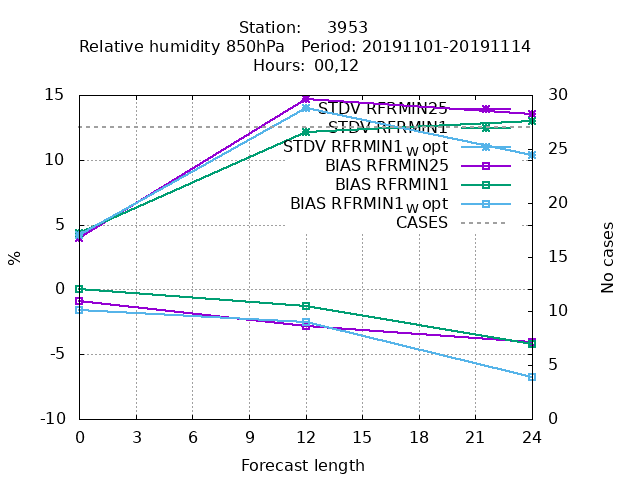 Station: 3953
Relative humidity 850hPa Period: 20191101-20191114
Hours: 00,12
15
10
5
0
-5
-10
%
30
25
20
15
10
5
0
No cases
STDV RFRMIN25
STDV RFRMIN1
STDV RFRMIN1w opt
BIAS RFRMIN25
BIAS RFRMIN1
BIAS RFRMIN1w opt
CASES
0 3 6 9 12 15 18 21 24
Forecast length